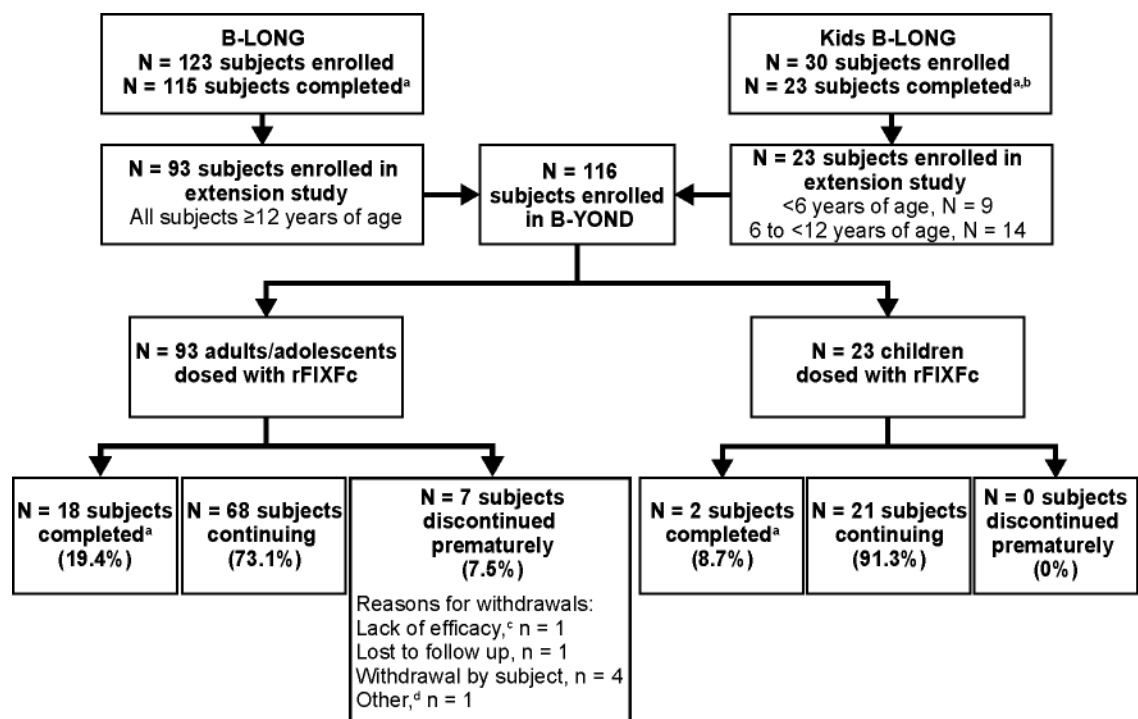 B-LONG
N = 123 subjects enrolled
N = 115 subjects completedᵃ
Kids B-LONG
N = 30 subjects enrolled
N = 23 subjects completedᵃ,ᵇ
N = 93 subjects enrolled in
extension study
All subjects ≥12 years of age
N = 116
subjects enrolled
in B-YOND
N = 23 subjects enrolled in
extension study
<6 years of age, N = 9
6 to <12 years of age, N = 14
N = 93 adults/adolescents
dosed with rFIXFc
N = 23 children
dosed with rFIXFc
N = 18 subjects
completedᵃ
(19.4%)
N = 68 subjects
continuing
(73.1%)
N = 7 subjects
discontinued
prematurely
(7.5%)
Reasons for withdrawals:
Lack of efficacy,ᶜ n = 1
Lost to follow up, n = 1
Withdrawal by subject, n = 4
Other,ᵈ n = 1
N = 2 subjects
completedᵃ
(8.7%)
N = 21 subjects
continuing
(91.3%)
N = 0 subjects
discontinued
prematurely
(0%)